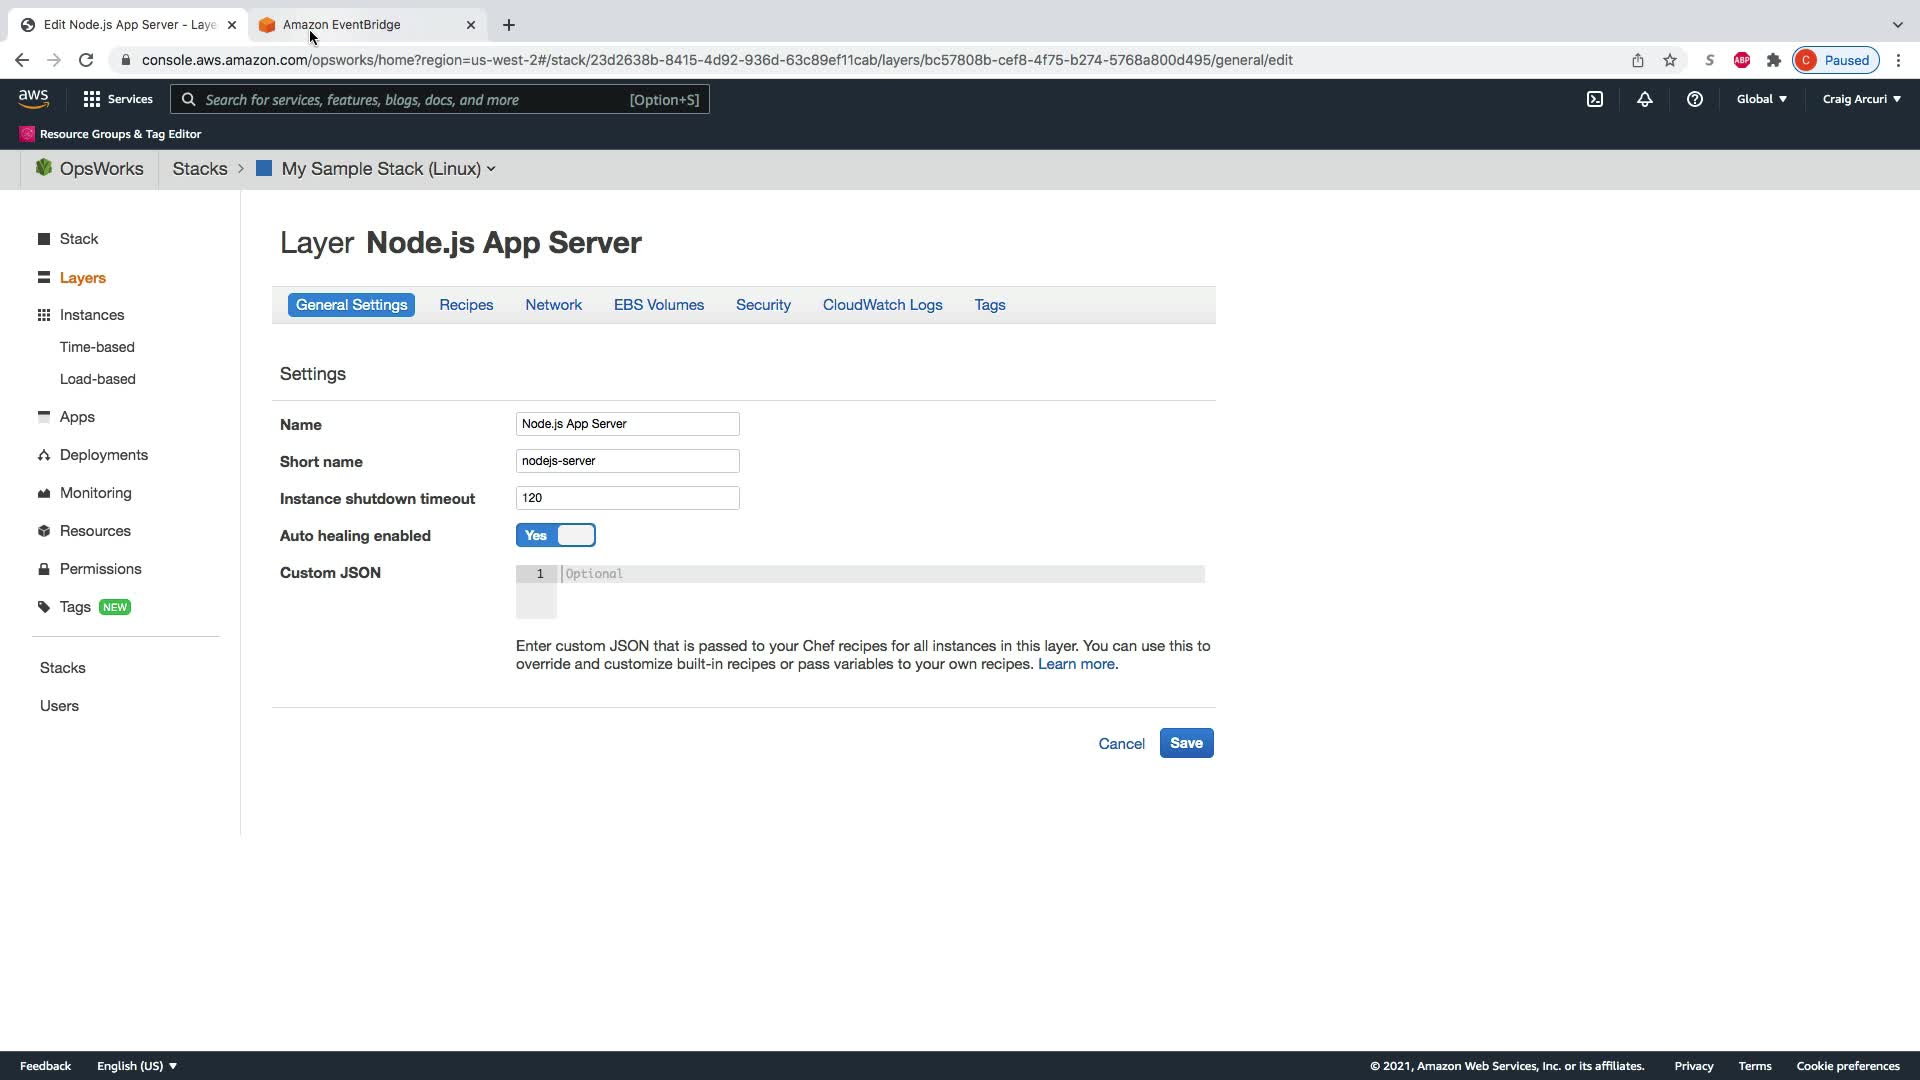 Edit Node.js App Server - Laye
Amazon EventBridge
console.aws.amazon.com/opsworks/home?region=us-west-2#/stack/23d2638b-8415-4d92-936d-63c89ef11cab/layers/bc57808b-cef8-4f75-b274-5768a800d495/general/edit
S
ABP
C Paused
aws
Services
Search for services, features, blogs, docs, and more [Option+S]
Global
Craig Arcuri
Resource Groups & Tag Editor
OpsWorks
Stacks > My Sample Stack (Linux)
Stack
Layers
Instances
Time-based
Load-based
Apps
Deployments
Monitoring
Resources
Permissions
Tags NEW
Stacks
Users
Layer Node.js App Server
General Settings Recipes Network EBS Volumes Security CloudWatch Logs Tags
Settings
Name Node.js App Server
Short name nodejs-server
Instance shutdown timeout 120
Auto healing enabled Yes
Custom JSON 1 Optional
Enter custom JSON that is passed to your Chef recipes for all instances in this layer. You can use this to
override and customize built-in recipes or pass variables to your own recipes. Learn more.
Cancel Save
Feedback English (US) © 2021, Amazon Web Services, Inc. or its affiliates. Privacy Terms Cookie preferences